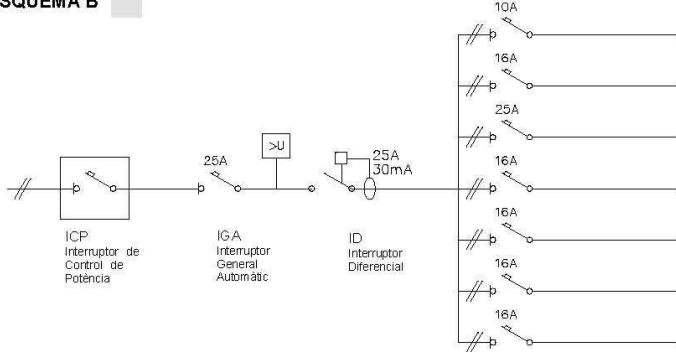 SQUEMA B
10A
16A
25A
16A
16A
16A
16A
25A
>U
25A
30mA
ICP
Interruptor de
Control de
Potència
IGA
Interruptor
General
Automàtic
ID
Interruptor
Diferencial